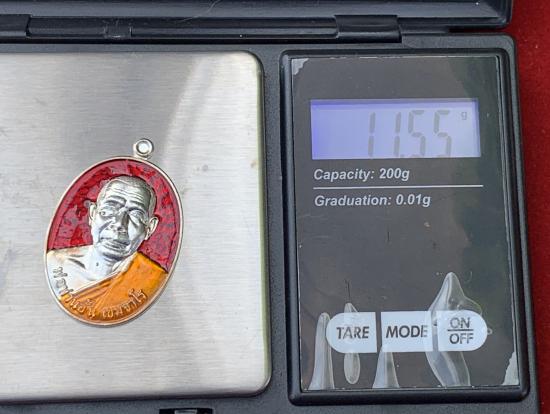 11.55 g
Capacity: 200g
Graduation: 0.01g
TARE
MODE
ON
OFF